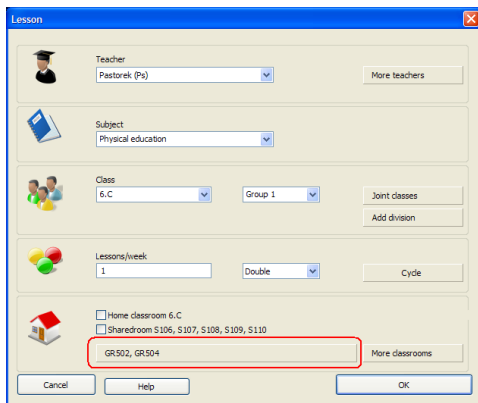 Lesson
Teacher
Pastorek (Ps)
More teachers
Subject
Physical education
Class
6.C
Group 1
Joint classes
Add division
Lessons/week
1
Double
Cycle
Home classroom 6.C
Sharedroom S106, S107, S108, S109, S110
GR502, GR504
More classrooms
Cancel
Help
OK